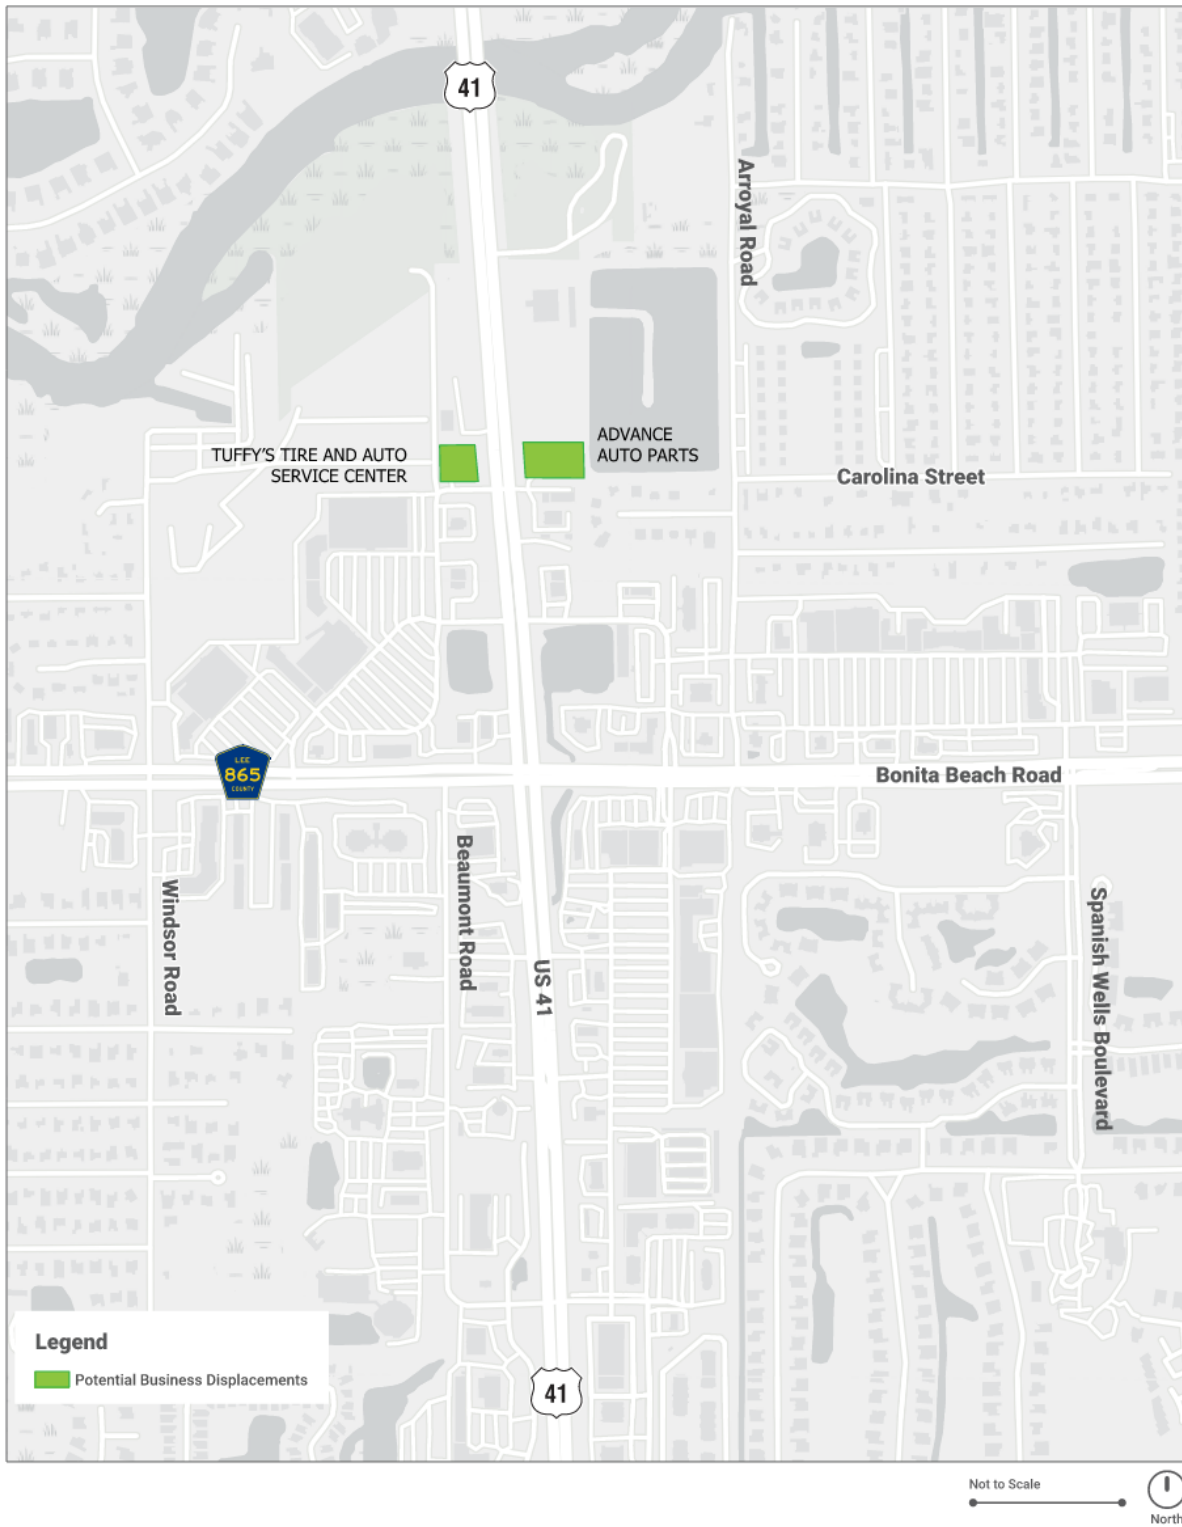 41
Arroyal Road
TUFFY'S TIRE AND AUTO
SERVICE CENTER
ADVANCE
AUTO PARTS
Carolina Street
LEE
865
COUNTY
Bonita Beach Road
Windsor Road
Beaumont Road
US 41
Spanish Wells Boulevard
Legend
Potential Business Displacements
41
Not to Scale
North